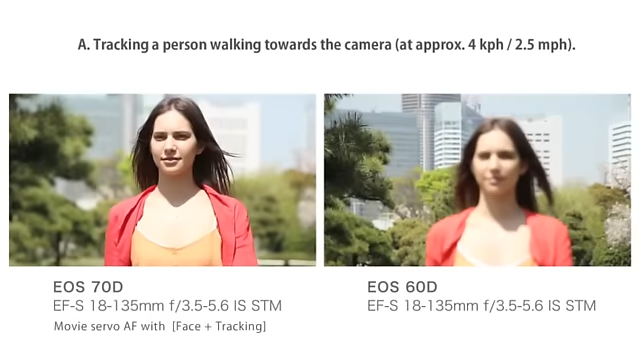 A. Tracking a person walking towards the camera (at approx. 4 kph / 2.5 mph).
EOS 70D
EF-S 18-135mm f/3.5-5.6 IS STM
Movie servo AF with [Face + Tracking]
EOS 60D
EF-S 18-135mm f/3.5-5.6 IS STM